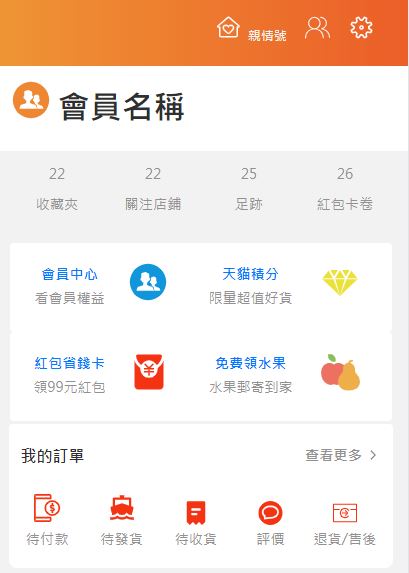 親情號
會員名稱
22 22 25 26
收藏夾 關注店鋪 足跡 紅包卡卷
會員中心 天貓積分
看會員權益 限量超值好貨
紅包省錢卡 免費領水果
領99元紅包 水果郵寄到家
我的訂單 查看更多 >
待付款 待發貨 待收貨 評價 退貨/售後